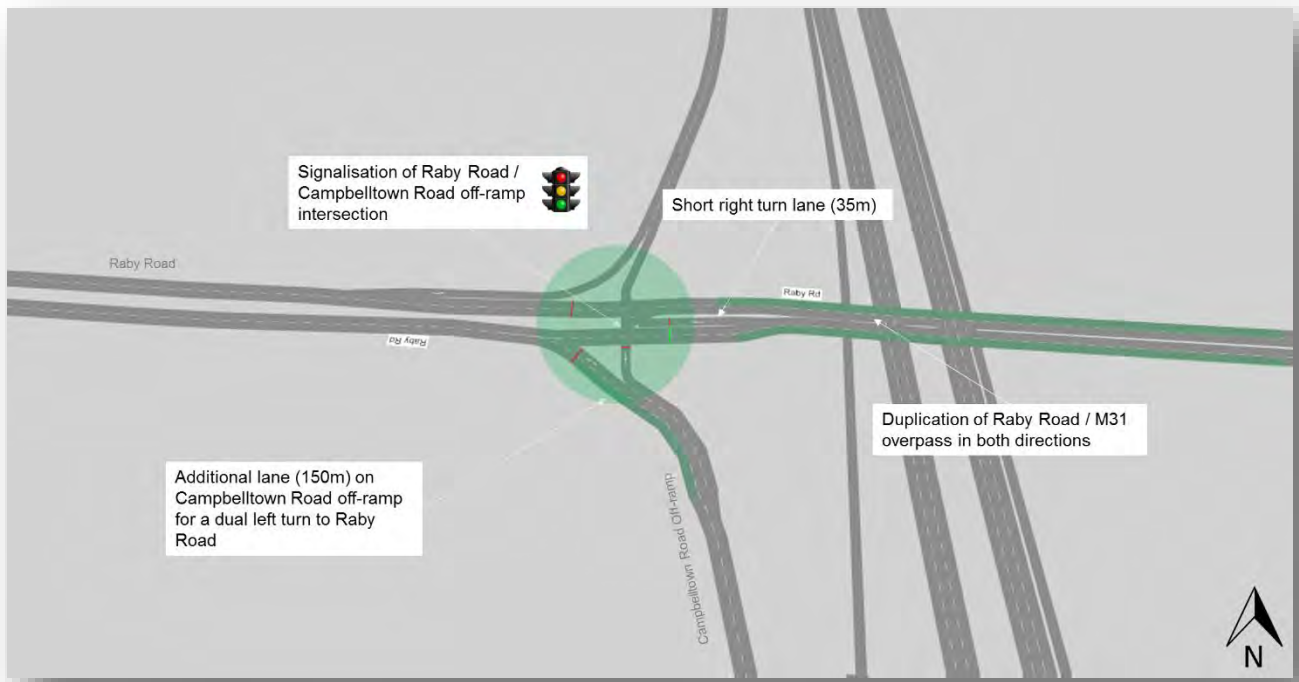 Signalisation of Raby Road /
Campbelltown Road off-ramp
intersection
Short right turn lane (35m)
Raby Road
Raby Rd
Raby Rd
Duplication of Raby Road / M31
overpass in both directions
Additional lane (150m) on
Campbelltown Road off-ramp
for a dual left turn to Raby
Road
Campbelltown Road Off-ramp
N